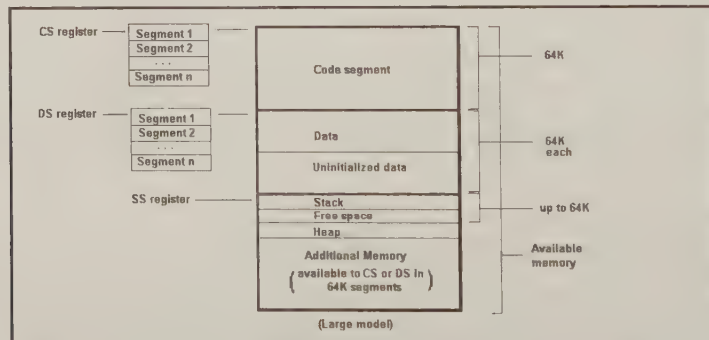 CS register
Segment 1
Segment 2
...
Segment n
Code segment
64K
DS register
Segment 1
Segment 2
...
Segment n
Data
Uninitialized data
64K
each
SS register
Stack
Free space
up to 64K
Heap
Additional Memory
(available to CS or DS in
64K segments)
Available
memory
(Large model)